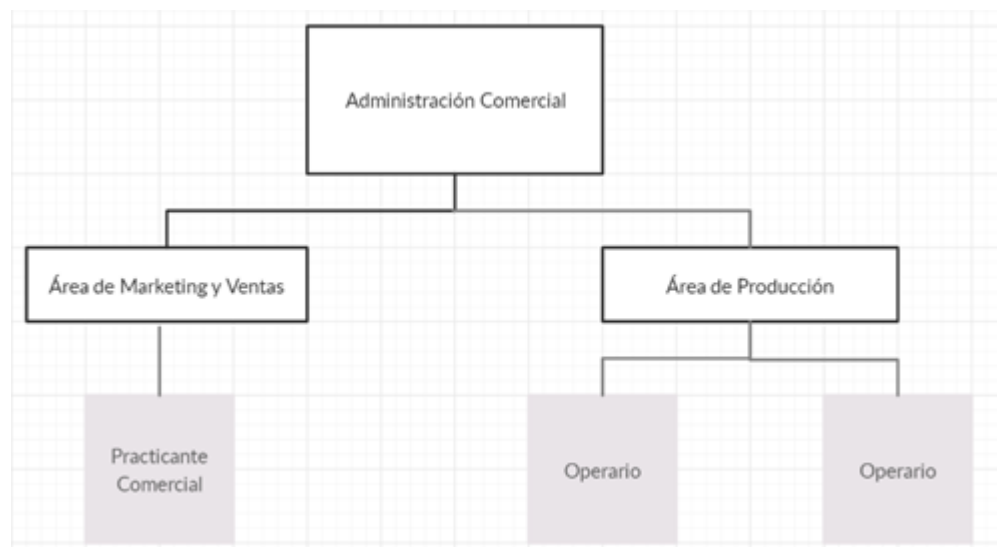 Administración Comercial
Área de Marketing y Ventas
Área de Producción
Practicante
Comercial
Operario
Operario